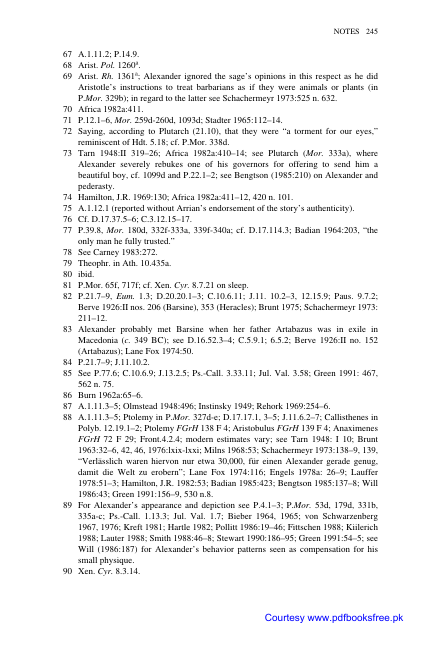 NOTES 245
67 A.1.11.2; P.14.9.
68 Arist. Pol. 1260ª.
69 Arist. Rh. 1361ª; Alexander ignored the sage's opinions in this respect as he did
Aristotle's instructions to treat barbarians as if they were animals or plants (in
P.Mor. 329b); in regard to the latter see Schachermeyr 1973:525 n. 632.
70 Africa 1982a:411.
71 P.12.1–6, Mor. 259d-260d, 1093d; Stadter 1965:112–14.
72 Saying, according to Plutarch (21.10), that they were “a torment for our eyes,”
reminiscent of Hdt. 5.18; cf. P.Mor. 338d.
73 Tarn 1948:II 319–26; Africa 1982a:410–14; see Plutarch (Mor. 333a), where
Alexander severely rebukes one of his governors for offering to send him a
beautiful boy, cf. 1099d and P.22.1–2; see Bengtson (1985:210) on Alexander and
pederasty.
74 Hamilton, J.R. 1969:130; Africa 1982a:411–12, 420 n. 101.
75 A.1.12.1 (reported without Arrian's endorsement of the story's authenticity).
76 Cf. D.17.37.5–6; C.3.12.15–17.
77 P.39.8, Mor. 180d, 332f-333a, 339f-340a; cf. D.17.114.3; Badian 1964:203, “the
only man he fully trusted.”
78 See Carney 1983:272.
79 Theophr. in Ath. 10.435a.
80 ibid.
81 P.Mor. 65f, 717f; cf. Xen. Cyr. 8.7.21 on sleep.
82 P.21.7–9, Eum. 1.3; D.20.20.1–3; C.10.6.11; J.11. 10.2–3, 12.15.9; Paus. 9.7.2;
Berve 1926:II nos. 206 (Barsine), 353 (Heracles); Brunt 1975; Schachermeyr 1973:
211–12.
83 Alexander probably met Barsine when her father Artabazus was in exile in
Macedonia (c. 349 BC); see D.16.52.3–4; C.5.9.1, 6.5.2; Berve 1926:II no. 152
(Artabazus); Lane Fox 1974:50.
84 P.21.7–9; J.11.10.2.
85 See P.77.6; C.10.6.9; J.13.2.5; Ps.-Call. 3.33.11; Jul. Val. 3.58; Green 1991: 467,
562 n. 75.
86 Burn 1962a:65–6.
87 A.1.11.3–5; Olmstead 1948:496; Instinsky 1949; Rehork 1969:254–6.
88 A.1.11.3–5; Ptolemy in P.Mor. 327d-e; D.17.17.1, 3–5; J.11.6.2–7; Callisthenes in
Polyb. 12.19.1–2; Ptolemy FGrH 138 F 4; Aristobulus FGrH 139 F 4; Anaximenes
FGrH 72 F 29; Front.4.2.4; modern estimates vary; see Tarn 1948: I 10; Brunt
1963:32–6, 42, 46, 1976:lxix-lxxi; Milns 1968:53; Schachermeyr 1973:138–9, 139,
“Verlässlich waren hiervon nur etwa 30,000, für einen Alexander gerade genug,
damit die Welt zu erobern”; Lane Fox 1974:116; Engels 1978a: 26–9; Lauffer
1978:51–3; Hamilton, J.R. 1982:53; Badian 1985:423; Bengtson 1985:137–8; Will
1986:43; Green 1991:156–9, 530 n.8.
89 For Alexander's appearance and depiction see P.4.1–3; P.Mor. 53d, 179d, 331b,
335a-c; Ps.-Call. 1.13.3; Jul. Val. 1.7; Bieber 1964, 1965; von Schwarzenberg
1967, 1976; Kreft 1981; Hartle 1982; Pollitt 1986:19–46; Fittschen 1988; Kiilerich
1988; Lauter 1988; Smith 1988:46–8; Stewart 1990:186–95; Green 1991:54–5; see
Will (1986:187) for Alexander's behavior patterns seen as compensation for his
small physique.
90 Xen. Cyr. 8.3.14.
Courtesy www.pdfbooksfree.pk